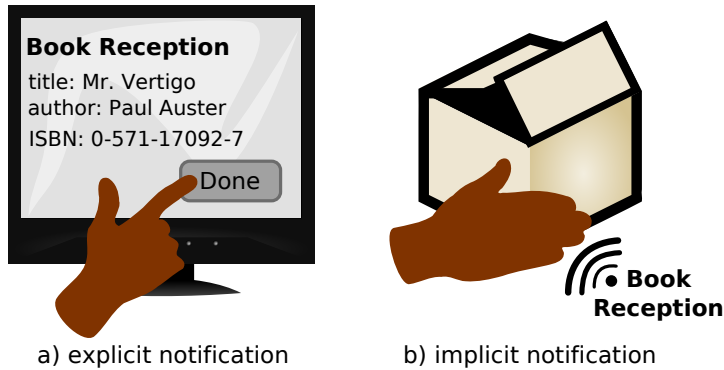 Book Reception
title: Mr. Vertigo
author: Paul Auster
ISBN: 0-571-17092-7
Done
a) explicit notification
Book
Reception
b) implicit notification